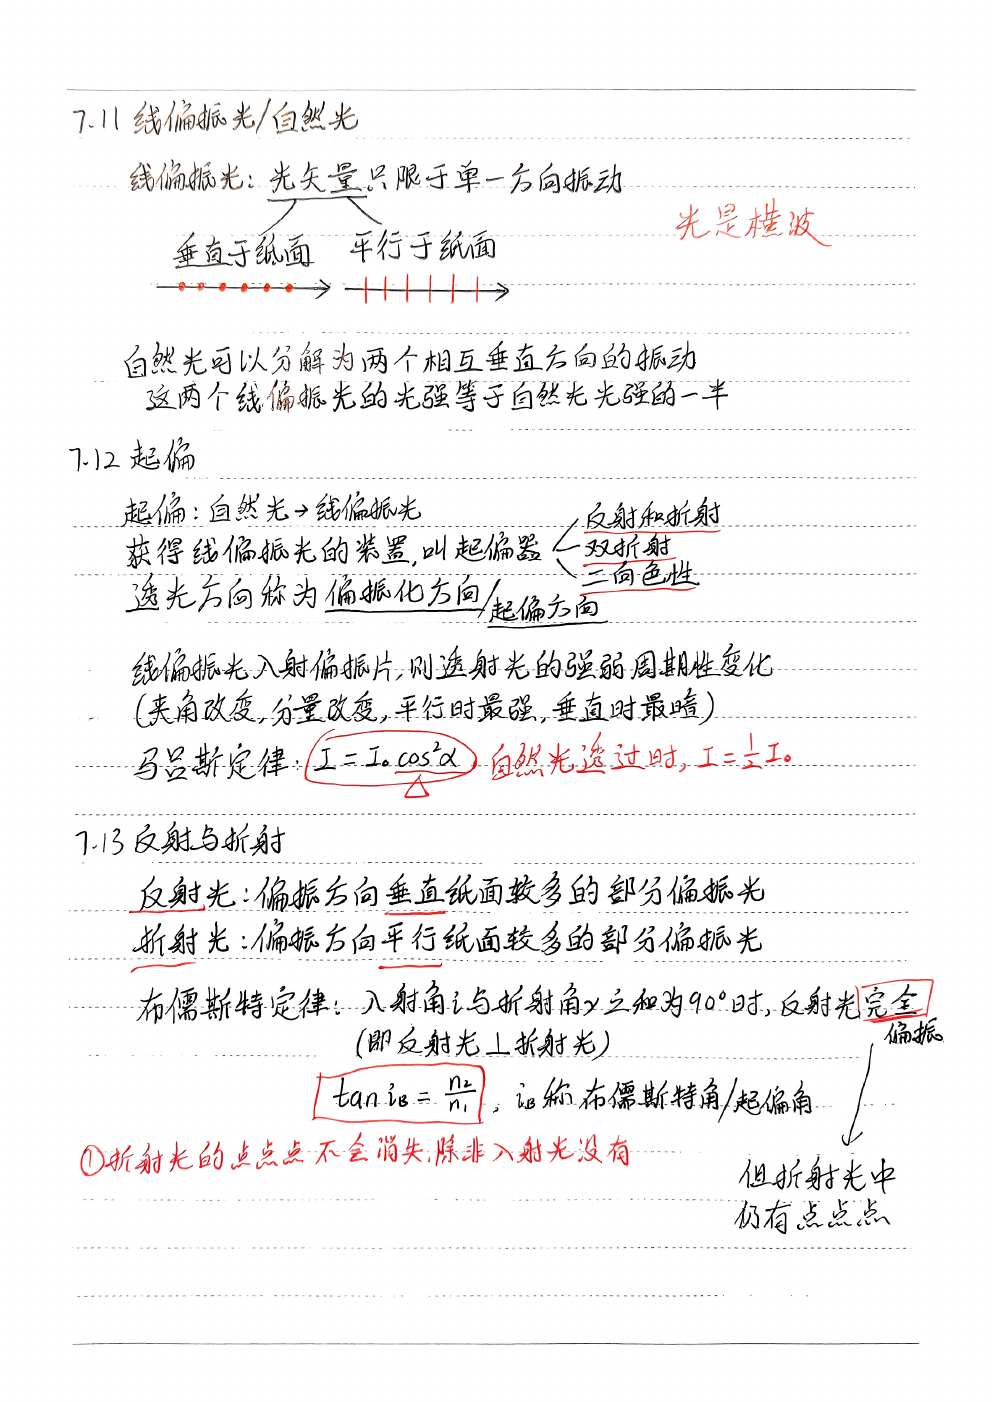 7.11 线偏振光/自然光
线偏振光：光矢量只限于单一方向振动
光是横波
垂直于纸面 平行于纸面
自然光可以分解为两个相互垂直方向的振动
这两个线偏振光的光强等于自然光光强的一半
7.12 起偏
起偏：自然光→线偏振光
获得线偏振光的装置,叫起偏器
反射和折射
双折射
二向色性
透光方向称为偏振化方向/起偏方向
线偏振光入射偏振片,则透射光的强弱周期性变化
(夹角改变,分量改变,平行时最强,垂直时最暗)
马吕斯定律：I=I₀cos²α 自然光透过时, I=½I₀
7.13 反射与折射
反射光：偏振方向垂直纸面较多的部分偏振光
折射光：偏振方向平行纸面较多的部分偏振光
布儒斯特定律：入射角i与折射角γ之和为90°时,反射光完全偏振
(即反射光⊥折射光)
tan i_B = n₂/n₁ , i_B称布儒斯特角/起偏角
①折射光的点点点不会消失,除非入射光没有
但折射光中
仍有点点点